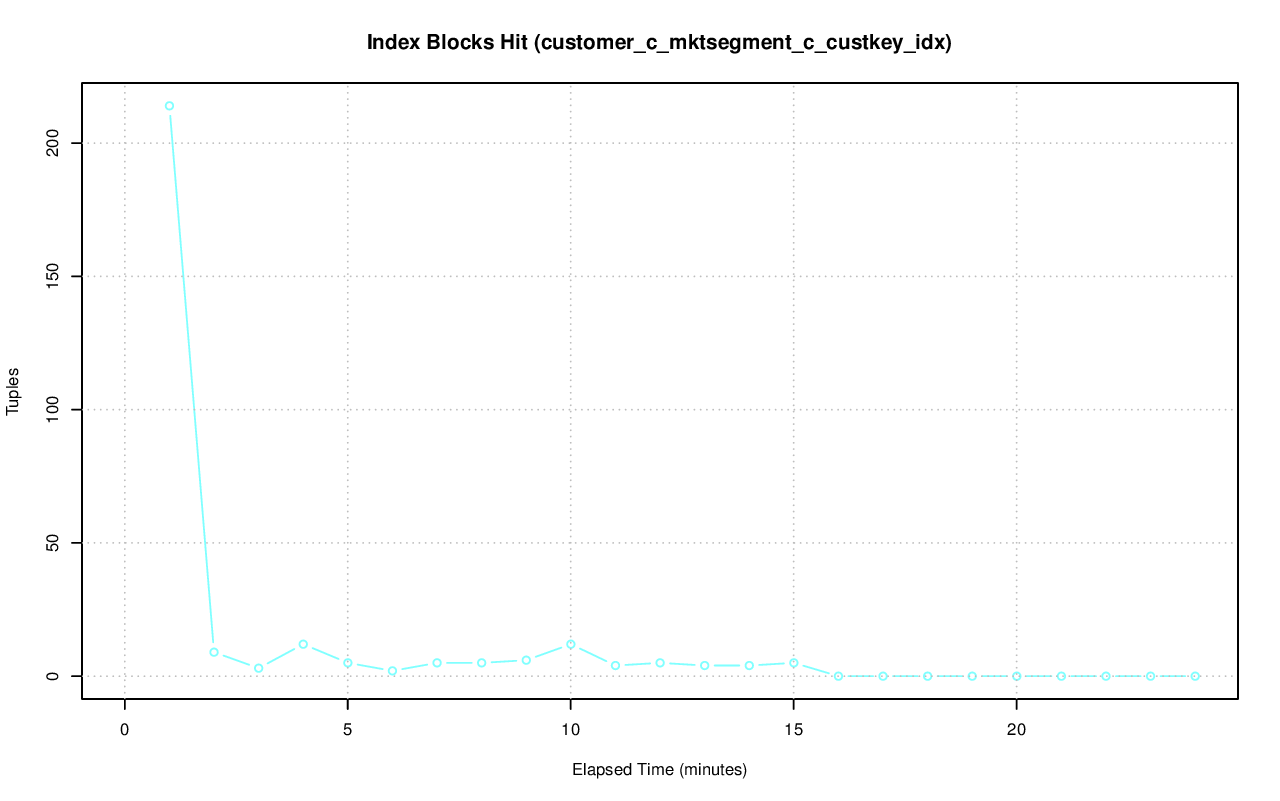 Index Blocks Hit (customer_c_mktsegment_c_custkey_idx)
200
150
100
50
0
Tuples
0 5 10 15 20
Elapsed Time (minutes)